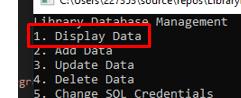 C:\Users\227353\source\repos\Library
Library Database Management
1. Display Data
2. Add Data
3. Update Data
4. Delete Data
5. Change SQL Credentials